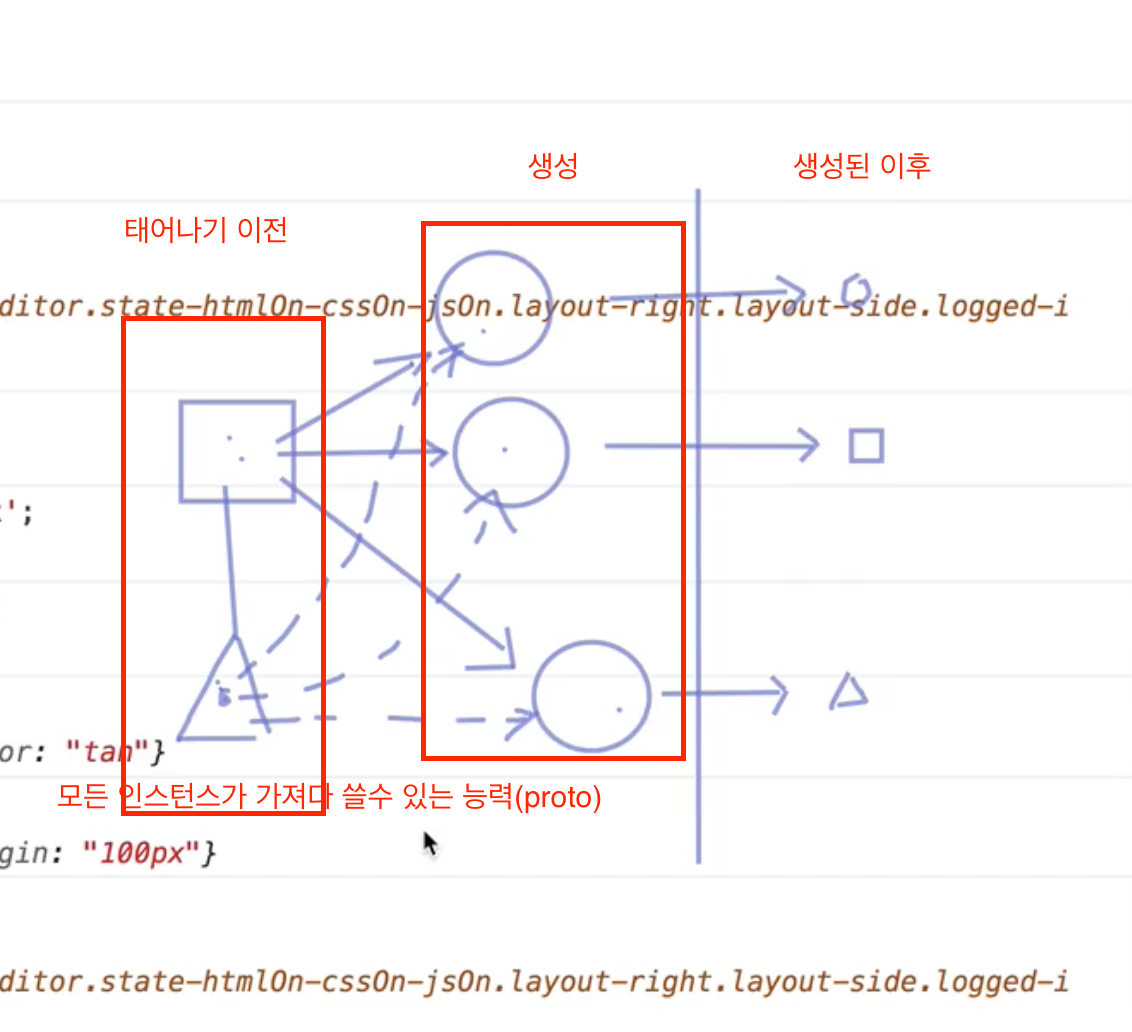 생성
생성된 이후
태어나기 이전
ditor.state-htmlOn-cssOn-jsOn.layout-right.layout-side.logged-i
';
or: "tan"}
모든 인스턴스가 가져다 쓸수 있는 능력(proto)
gin: "100px"}
ditor.state-htmlOn-cssOn-jsOn.layout-right.layout-side.logged-i